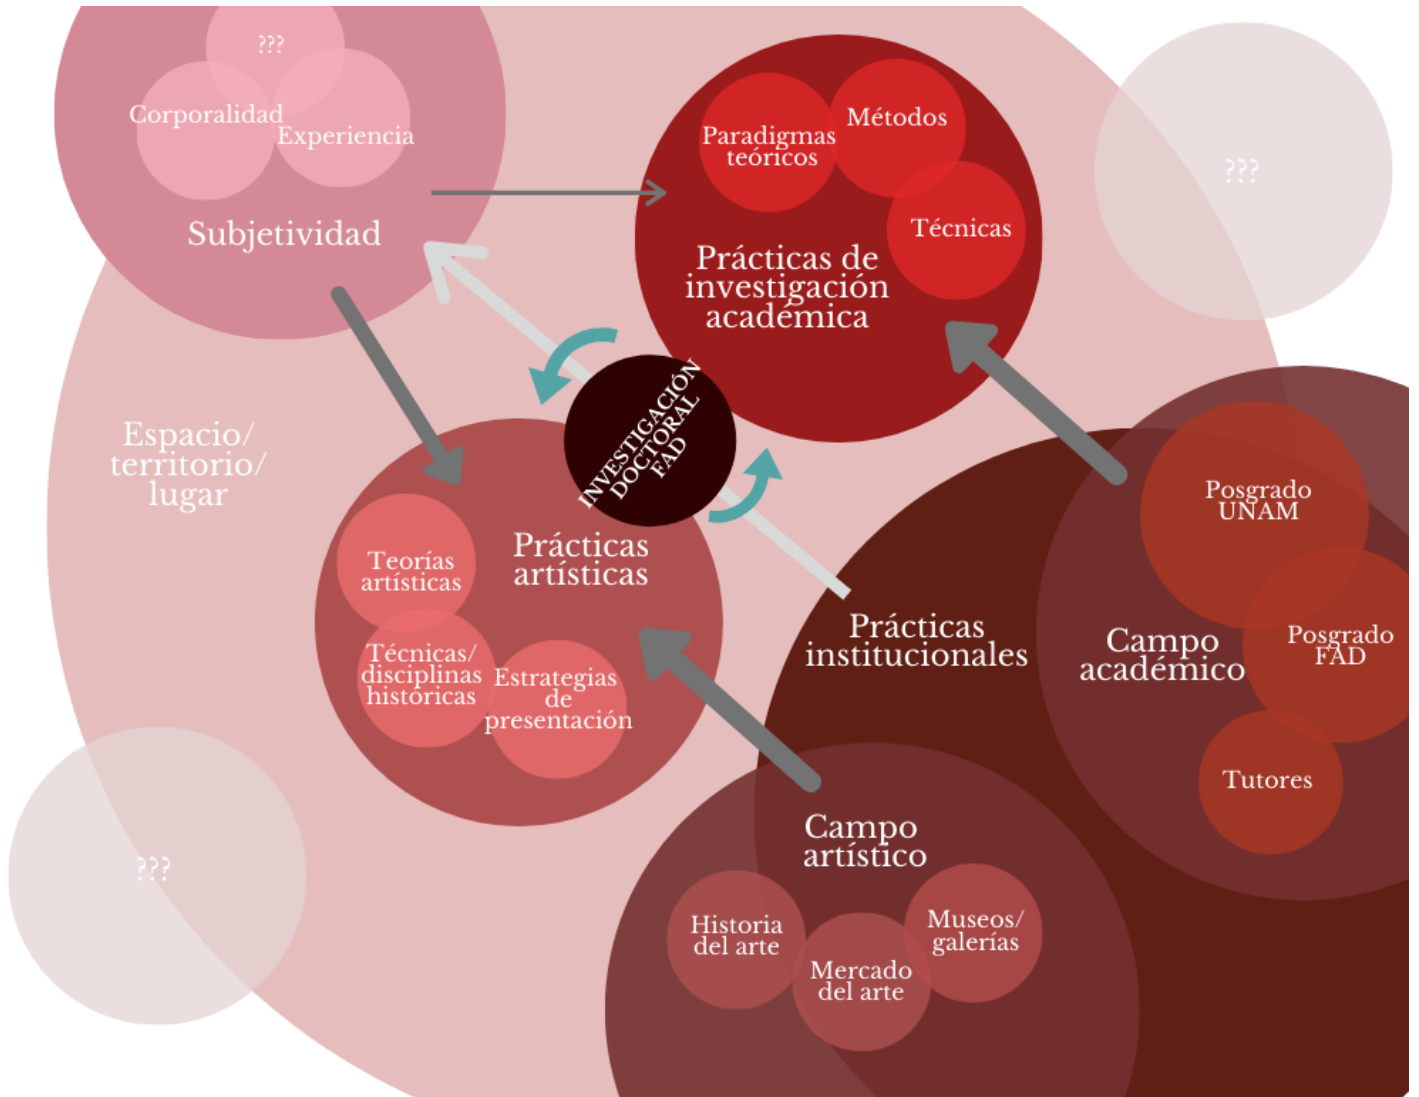 ???
Corporalidad
Experiencia
Subjetividad
Paradigmas
teóricos
Métodos
Técnicas
Prácticas de
investigación
académica
???
INVESTIGACIÓN
DOCTORAL
FAD
Espacio/
territorio/
lugar
Prácticas
artísticas
Teorías
artísticas
Técnicas/
disciplinas
históricas
Estrategias
de
presentación
Prácticas
institucionales
Campo
académico
Posgrado
UNAM
Posgrado
FAD
Tutores
???
Campo
artístico
Historia
del arte
Mercado
del arte
Museos/
galerías